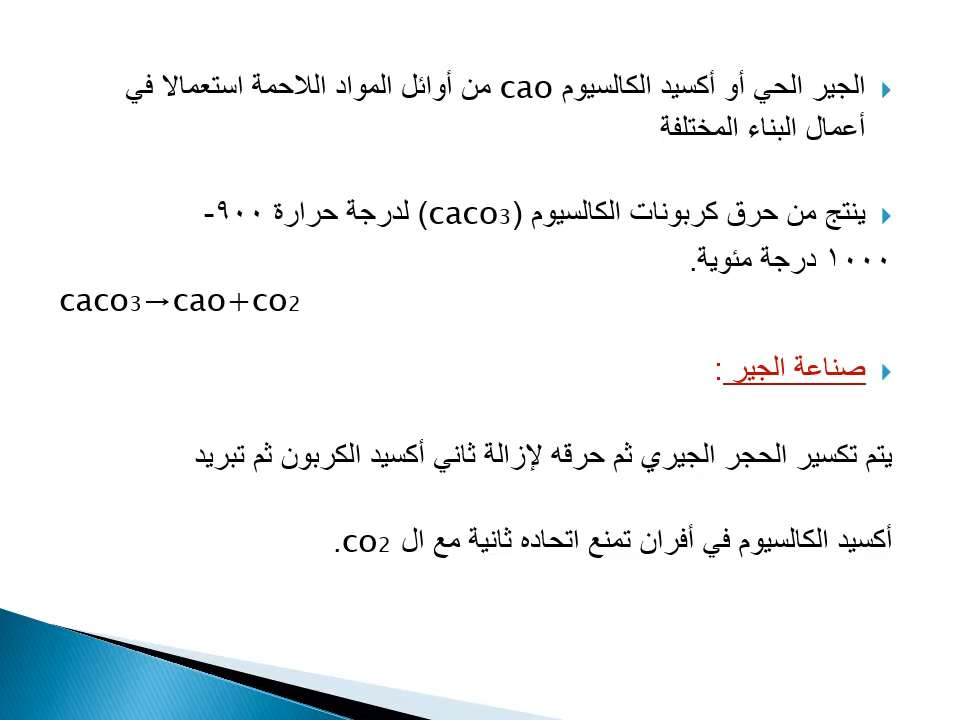 الجير الحي أو أكسيد الكالسيوم cao من أوائل المواد اللاحمة استعمالا في
أعمال البناء المختلفة
ينتج من حرق كربونات الكالسيوم (caco3) لدرجة حرارة ٩٠٠-
١٠٠٠ درجة مئوية.
caco3→cao+co2
صناعة الجير :
يتم تكسير الحجر الجيري ثم حرقه لإزالة ثاني أكسيد الكربون ثم تبريد
أكسيد الكالسيوم في أفران تمنع اتحاده ثانية مع ال co2.